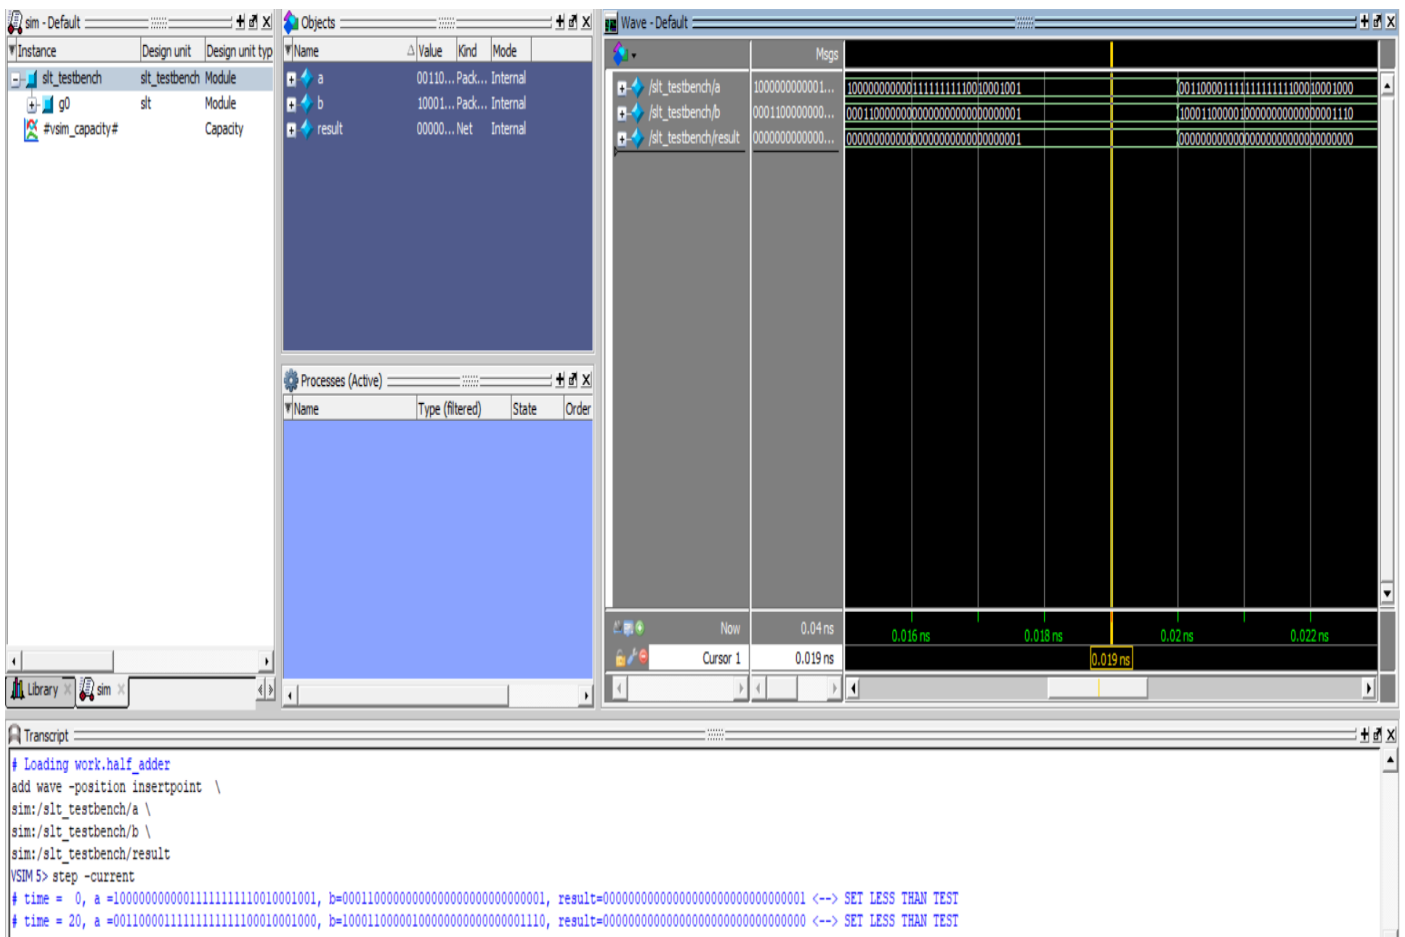 sim - Default
Instance Design unit Design unit typ
slt_testbench slt_testbench Module
g0 slt Module
#vsim_capacity# Capacity
Library sim
Objects
Name Value Kind Mode
a 00110... Pack... Internal
b 10001... Pack... Internal
result 00000... Net Internal
Processes (Active)
Name Type (filtered) State Order
Wave - Default
Msgs
/slt_testbench/a 1000000000001... 10000000000011111111110010001001 00110000111111111111100010001000
/slt_testbench/b 0001100000000... 00011000000000000000000000000001 10001100000100000000000000001110
/slt_testbench/result 000000000000... 00000000000000000000000000000001 00000000000000000000000000000000
Now 0.04 ns 0.016 ns 0.018 ns 0.02 ns 0.022 ns
Cursor 1 0.019 ns 0.019 ns
Transcript
# Loading work.half_adder
add wave -position insertpoint \
sim:/slt_testbench/a \
sim:/slt_testbench/b \
sim:/slt_testbench/result
VSIM 5> step -current
# time = 0, a =10000000000011111111110010001001, b=00011000000000000000000000000001, result=00000000000000000000000000000001 <--> SET LESS THAN TEST
# time = 20, a =00110000111111111111100010001000, b=10001100000100000000000000001110, result=00000000000000000000000000000000 <--> SET LESS THAN TEST